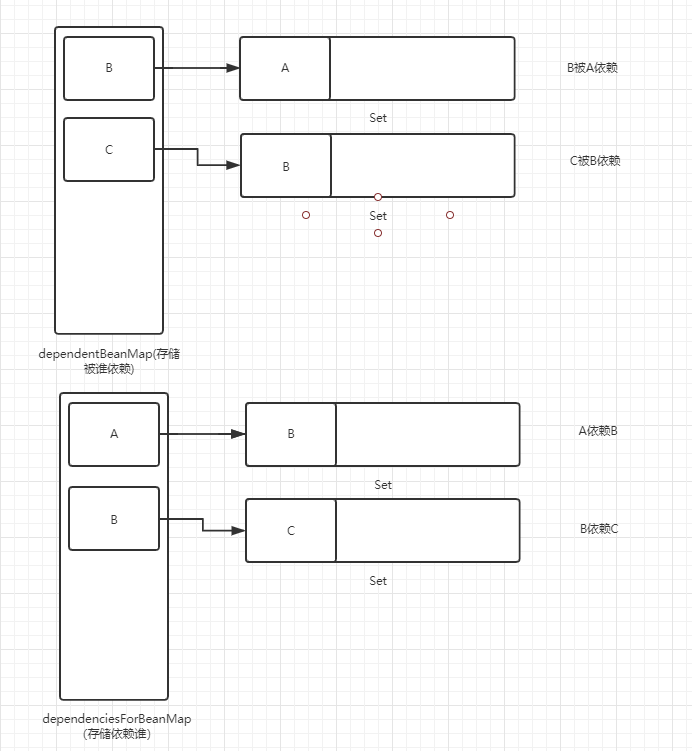 B
A
B被A依赖
Set
C
B
C被B依赖
Set
dependentBeanMap(存储
被谁依赖)
A
B
A依赖B
Set
B
C
B依赖C
Set
dependenciesForBeanMap
(存储依赖谁)